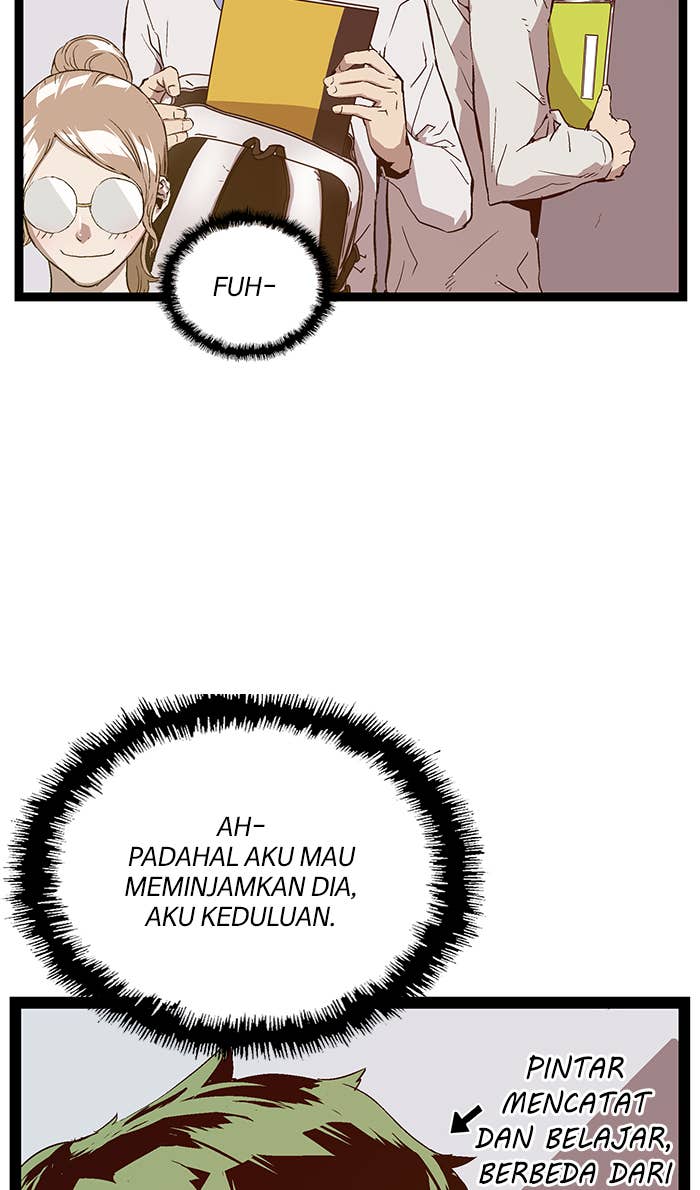 FUH-
AH-
PADAHAL AKU MAU
MEMINJAMKAN DIA,
AKU KEDULUAN.
PINTAR
MENCATAT
DAN BELAJAR,
BERBEDA DARI